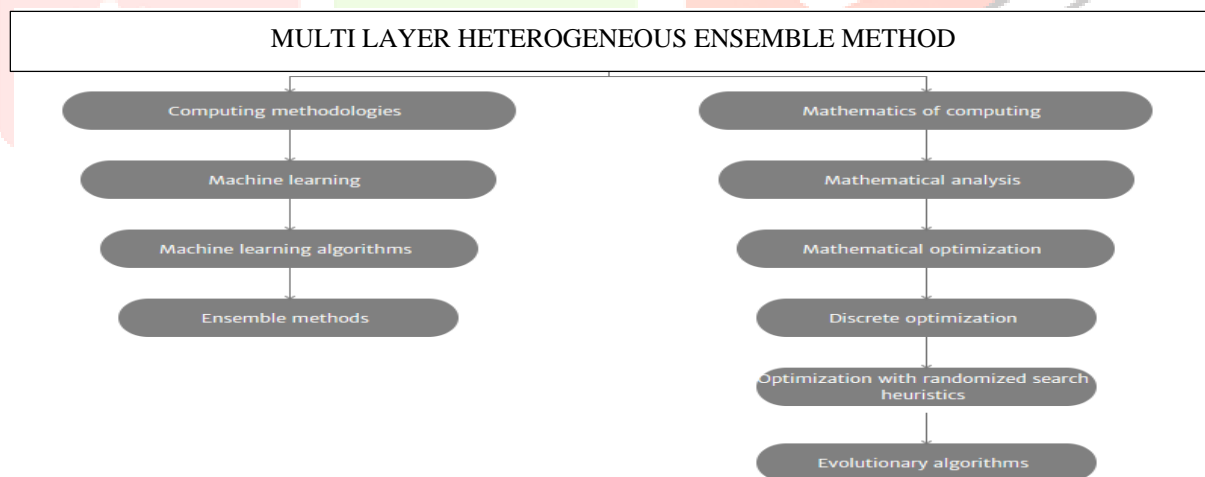 MULTI LAYER HETEROGENEOUS ENSEMBLE METHOD
Computing methodologies
Machine learning
Machine learning algorithms
Ensemble methods
Mathematics of computing
Mathematical analysis
Mathematical optimization
Discrete optimization
Optimization with randomized search
heuristics
Evolutionary algorithms